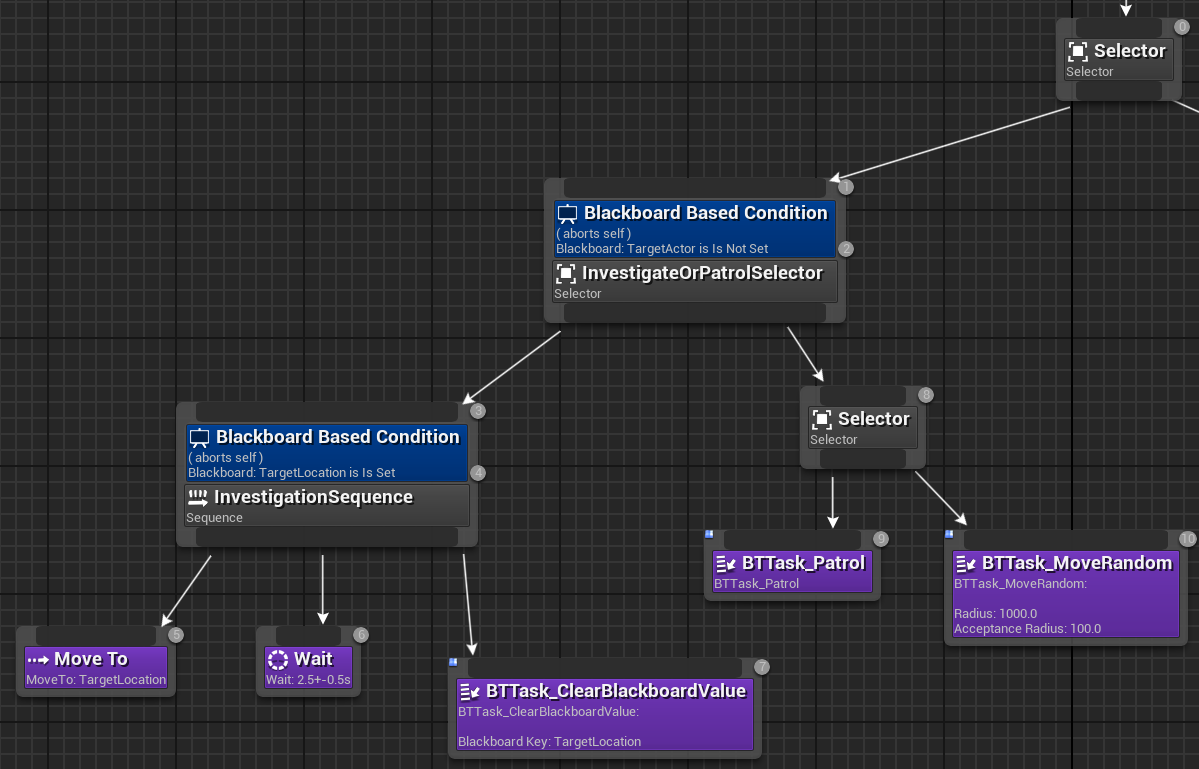 0
Selector
Selector
1
Blackboard Based Condition
( aborts self )
Blackboard: TargetActor is Is Not Set
2
InvestigateOrPatrolSelector
Selector
3
Blackboard Based Condition
( aborts self )
Blackboard: TargetLocation is Is Set
4
InvestigationSequence
Sequence
8
Selector
Selector
5
Move To
MoveTo: TargetLocation
6
Wait
Wait: 2.5+-0.5s
7
BTTask_ClearBlackboardValue
BTTask_ClearBlackboardValue:
Blackboard Key: TargetLocation
9
BTTask_Patrol
BTTask_Patrol
10
BTTask_MoveRandom
BTTask_MoveRandom:
Radius: 1000.0
Acceptance Radius: 100.0